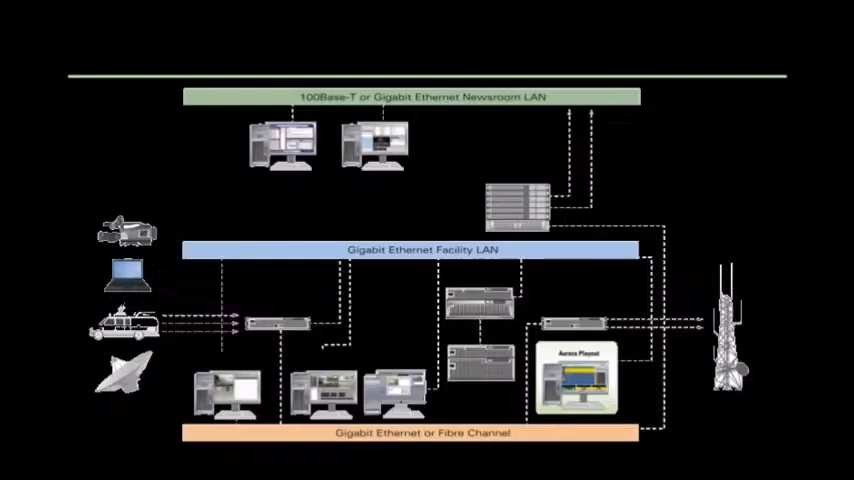 100Base-T or Gigabit Ethernet Newsroom LAN
Gigabit Ethernet Facility LAN
Aurora Playout
Gigabit Ethernet or Fibre Channel